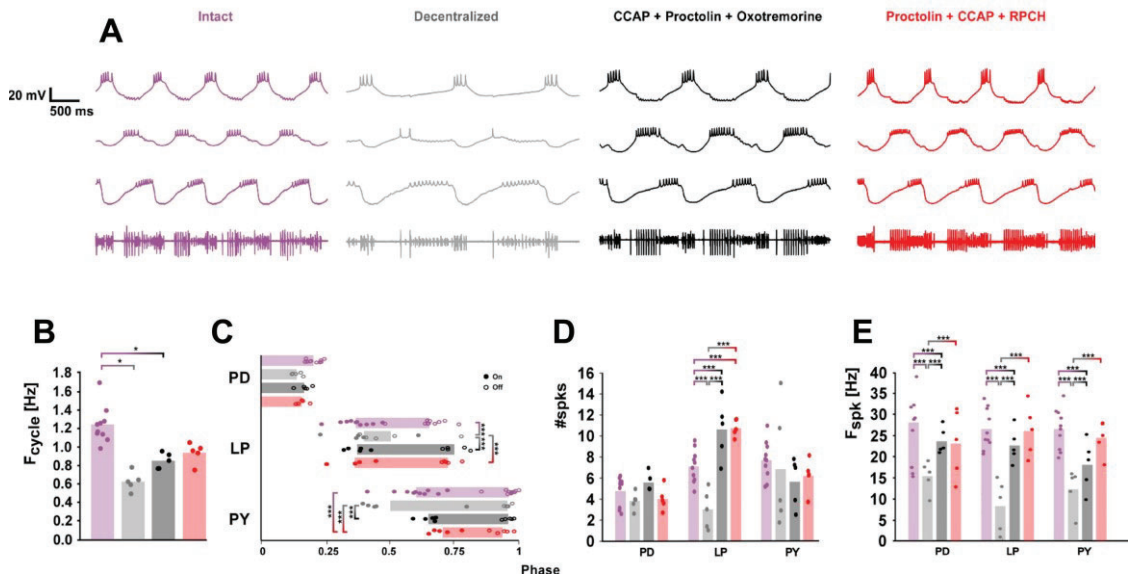 A
Intact
Decentralized
CCAP + Proctolin + Oxotremorine
Proctolin + CCAP + RPCH
20 mV
500 ms
B
Fcycle [Hz]
1.8
1.6
1.4
1.2
1.0
0.8
0.6
0.4
0.2
0.0
*
*
C
PD
LP
PY
On
Off
***
***
***
***
***
***
0
0.25
0.5
0.75
1
Phase
D
#spks
16
14
12
10
8
6
4
2
0
***
***
***
*** ***
PD
LP
PY
E
Fspk [Hz]
40
35
30
25
20
15
10
5
0
***
***
*** ***
***
***
*** ***
***
***
*** ***
PD
LP
PY